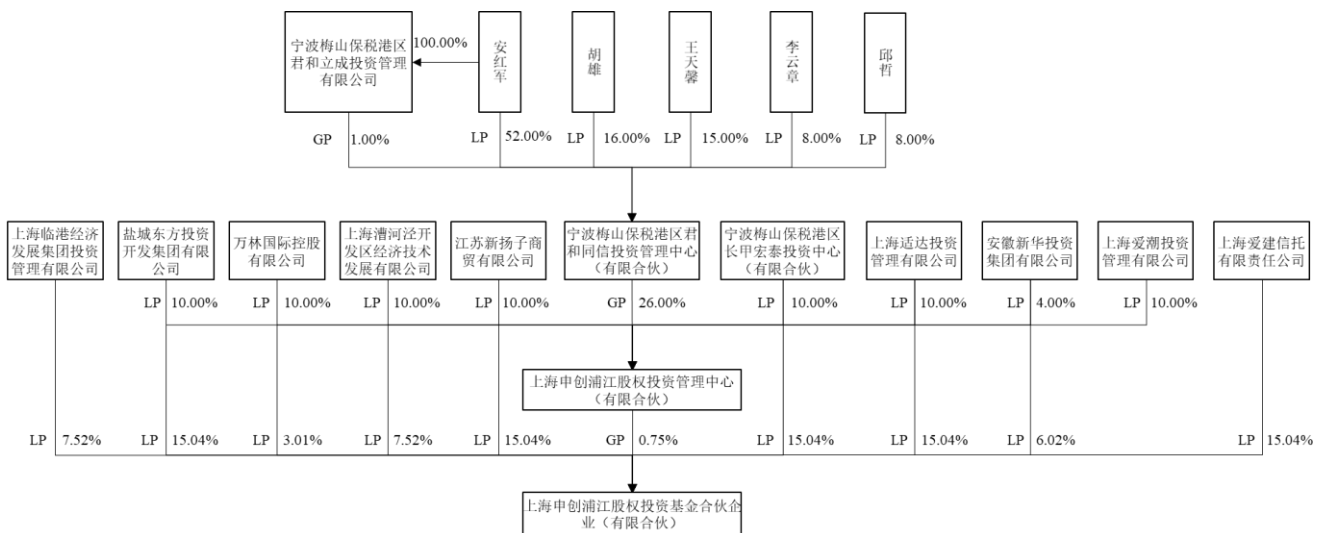 宁波梅山保税港区
君和立成投资管理
有限公司
100.00%
安红军
胡雄
王天馨
李云章
邱哲
GP 1.00%
LP 52.00%
LP 16.00%
LP 15.00%
LP 8.00%
LP 8.00%
上海临港经济
发展集团投资
管理有限公司
盐城东方投资
开发集团有限
公司
万林国际控股
有限公司
上海漕河泾开
发区经济技术
发展有限公司
江苏新扬子商
贸有限公司
宁波梅山保税港区君
和同信投资管理中心
（有限合伙）
宁波梅山保税港区
长甲宏泰投资中心
（有限合伙）
上海适达投资
管理有限公司
安徽新华投资
集团有限公司
上海爱潮投资
管理有限公司
上海爱建信托
有限责任公司
LP 10.00%
LP 10.00%
LP 10.00%
LP 10.00%
GP 26.00%
LP 10.00%
LP 10.00%
LP 4.00%
LP 10.00%
上海申创浦江股权投资管理中心
（有限合伙）
LP 7.52%
LP 15.04%
LP 3.01%
LP 7.52%
LP 15.04%
GP 0.75%
LP 15.04%
LP 15.04%
LP 6.02%
LP 15.04%
上海申创浦江股权投资基金合伙企
业（有限合伙）